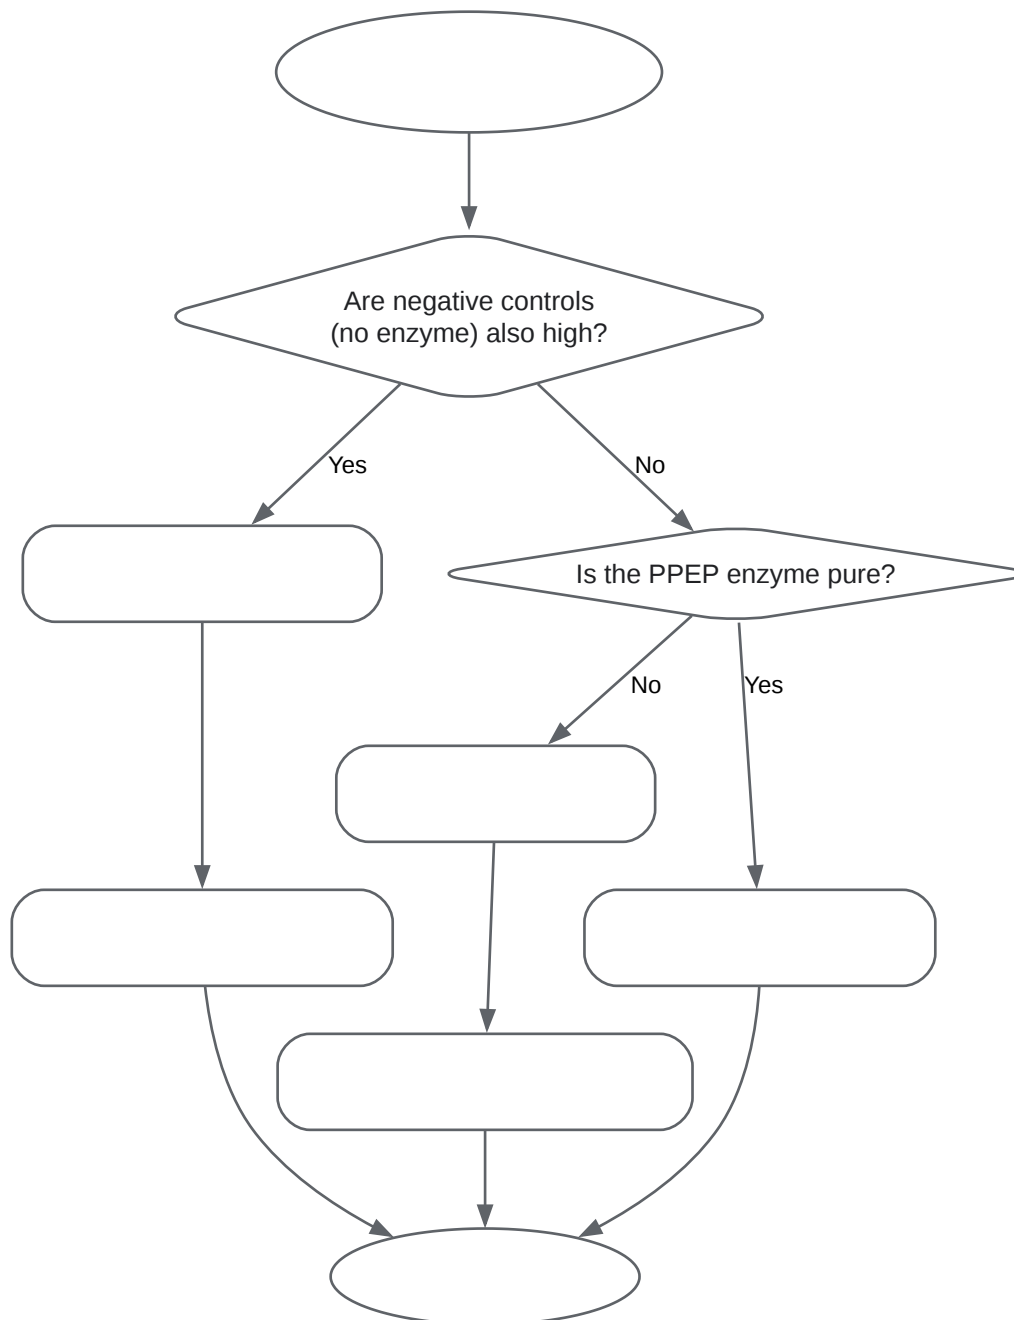 Are negative controls
(no enzyme) also high?
Yes
No
Is the PPEP enzyme pure?
No
Yes